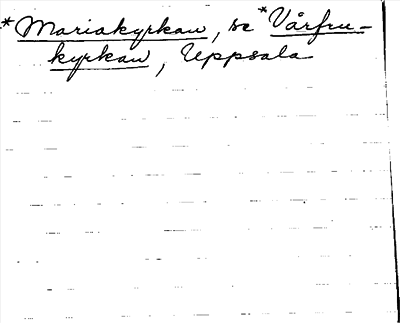 *Mariakyrkan, se *Vårfru-
kyrkan, Uppsala